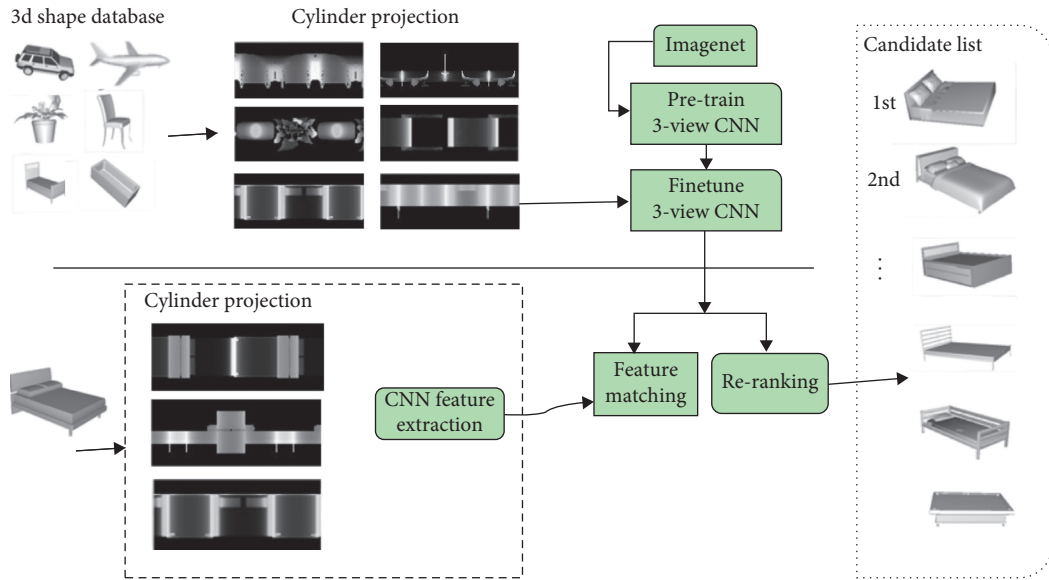 3d shape database
Cylinder projection
Imagenet
Pre-train
3-view CNN
Finetune
3-view CNN
Candidate list
1st
2nd
⋮
Cylinder projection
CNN feature
extraction
Feature
matching
Re-ranking